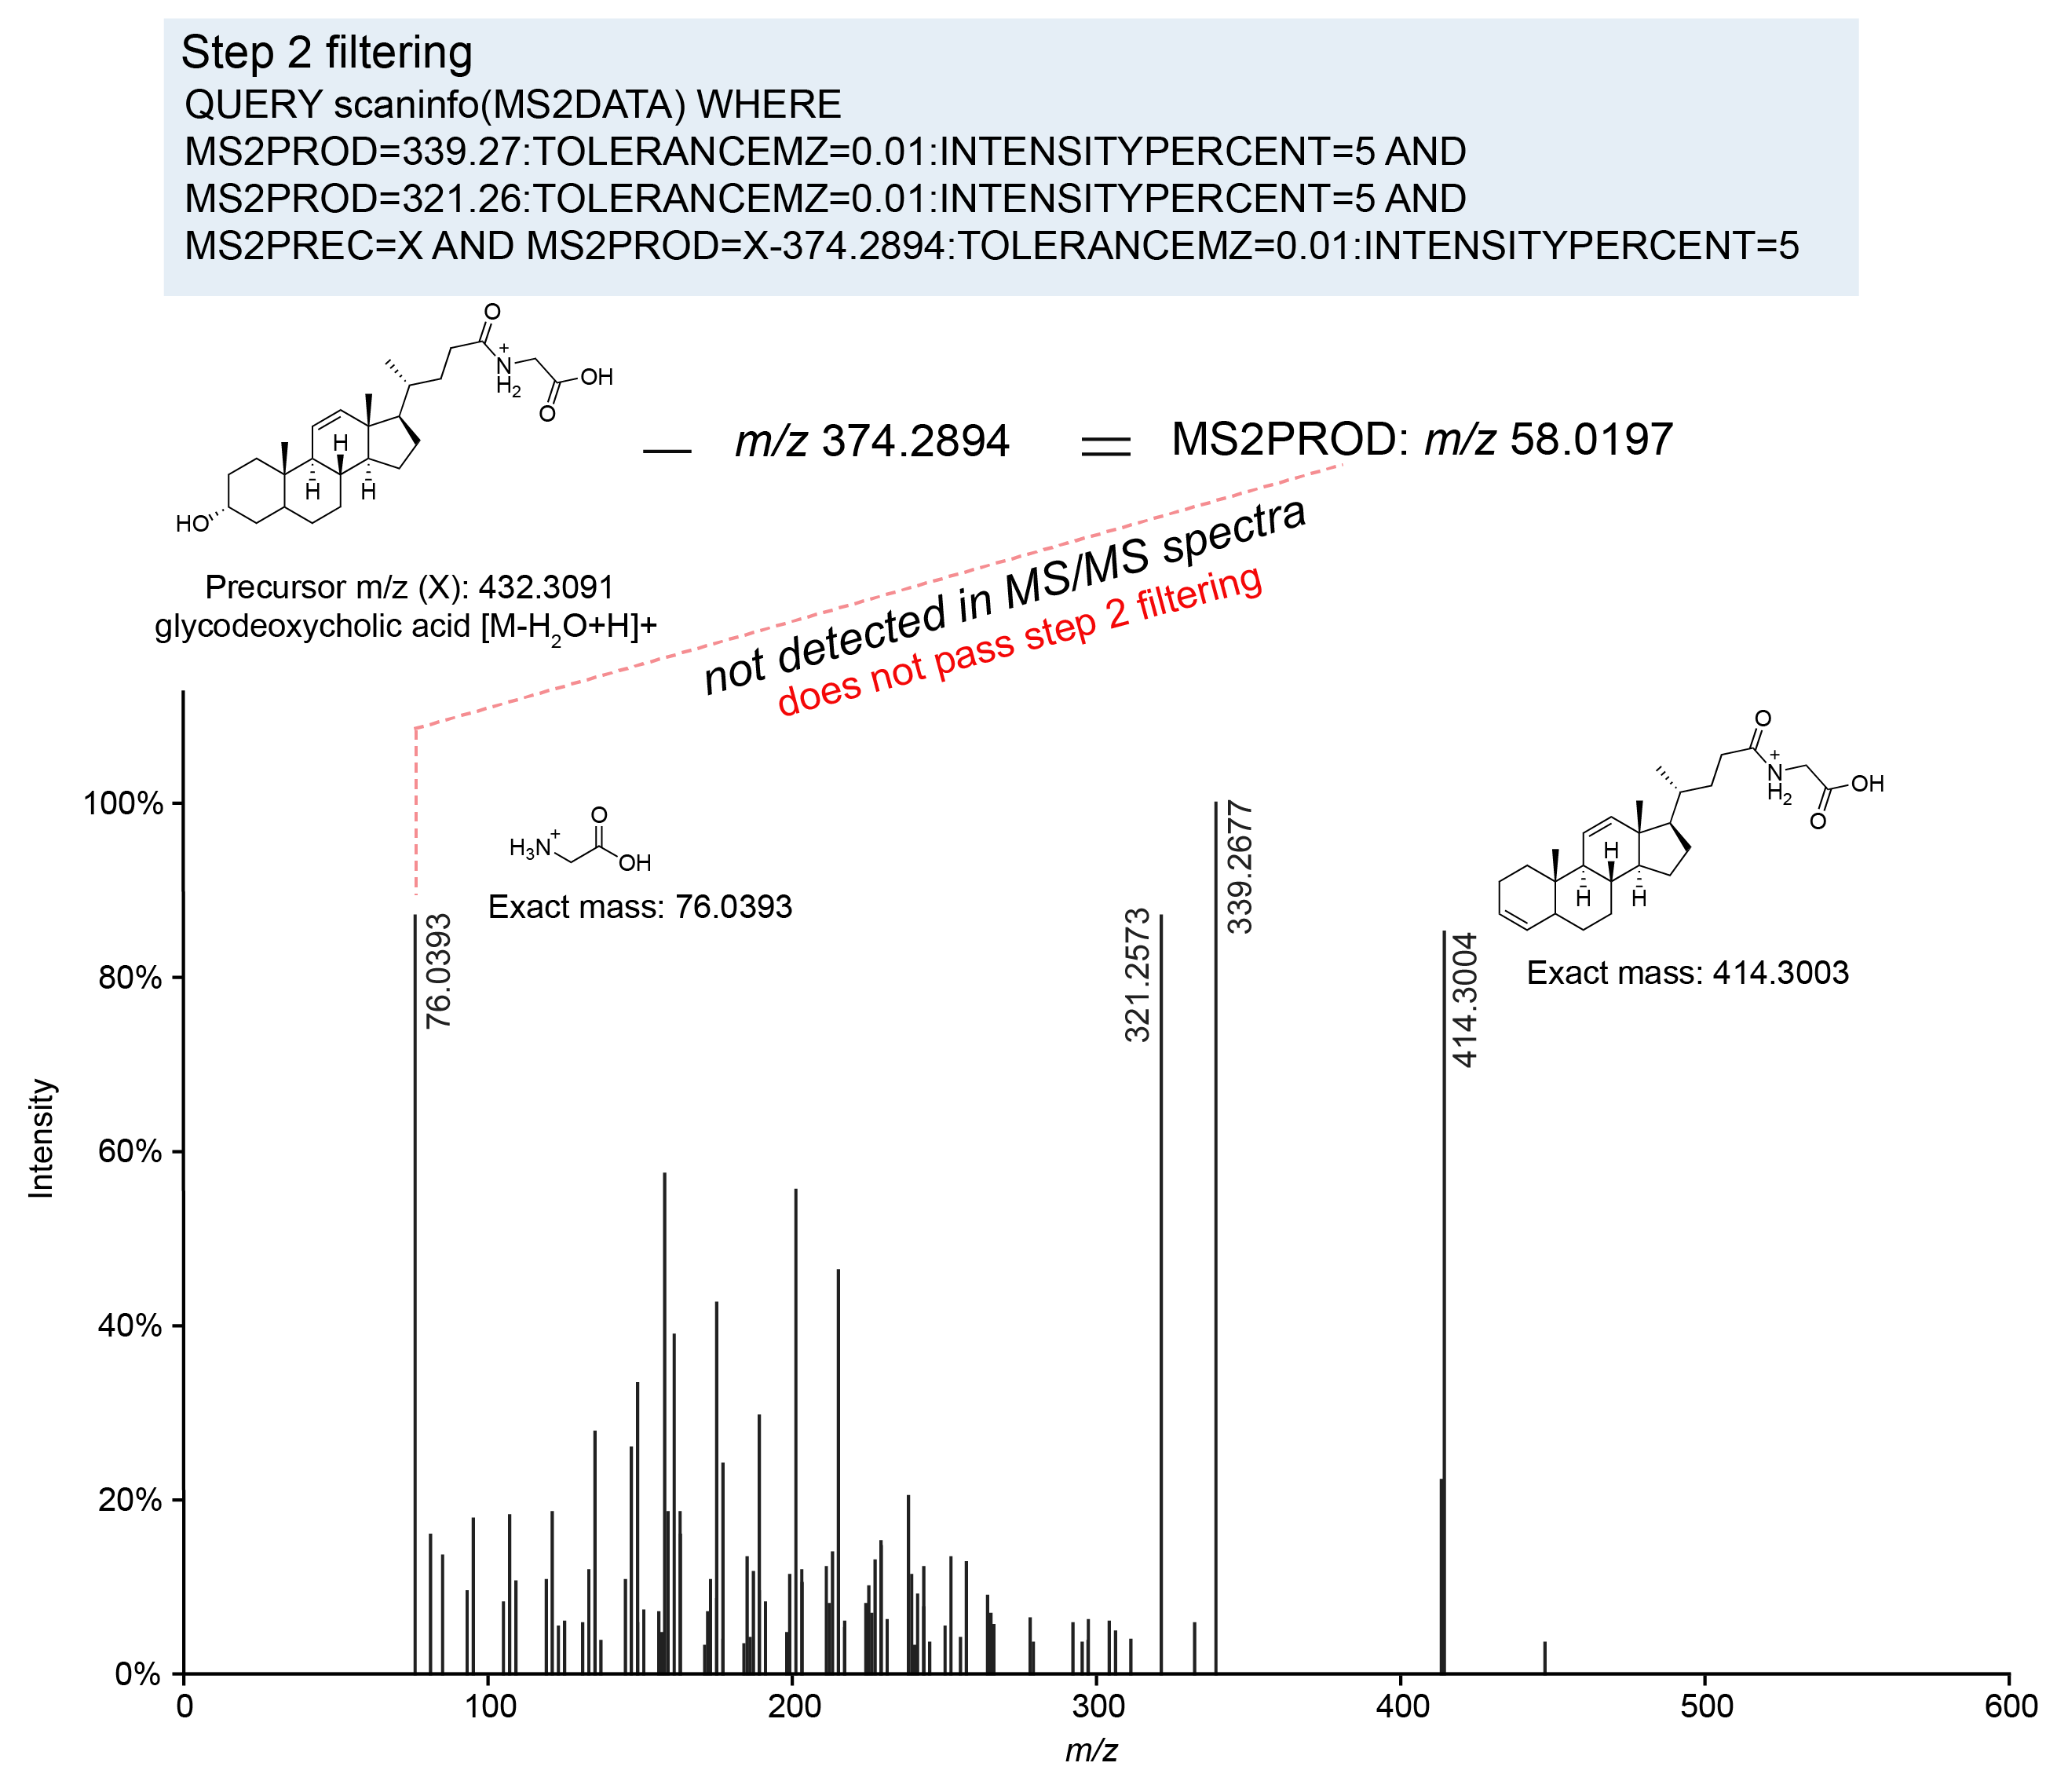 Step 2 filtering
QUERY scaninfo(MS2DATA) WHERE
MS2PROD=339.27:TOLERANCEMZ=0.01:INTENSITYPERCENT=5 AND
MS2PROD=321.26:TOLERANCEMZ=0.01:INTENSITYPERCENT=5 AND
MS2PREC=X AND MS2PROD=X-374.2894:TOLERANCEMZ=0.01:INTENSITYPERCENT=5
O
+
N
H2
OH
O
H
H
H
HO
— m/z 374.2894 = MS2PROD: m/z 58.0197
Precursor m/z (X): 432.3091
glycodeoxycholic acid [M-H2O+H]+
not detected in MS/MS spectra
does not pass step 2 filtering
O
+
N
H2
OH
O
H
H
H
Exact mass: 414.3003
O
H3N+
OH
Exact mass: 76.0393
76.0393
321.2573
339.2677
414.3004
Intensity
100%
80%
60%
40%
20%
0%
0 100 200 300 400 500 600
m/z